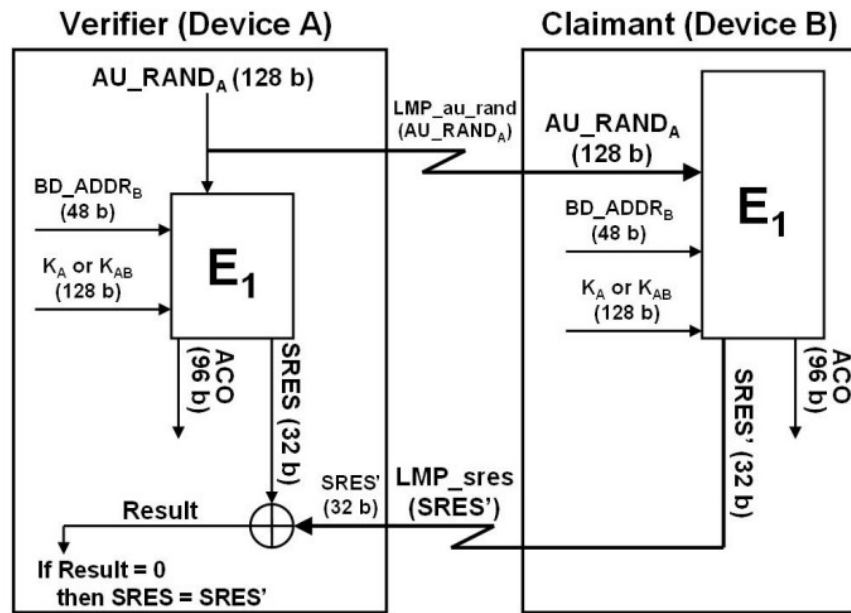 Verifier (Device A)
Claimant (Device B)
AU_RANDA (128 b)
LMP_au_rand
(AU_RANDA)
AU_RANDA
(128 b)
BD_ADDRB
(48 b)
E1
KA or KAB
(128 b)
ACO
(96 b)
SRES (32 b)
BD_ADDRB
(48 b)
E1
KA or KAB
(128 b)
SRES’ (32 b)
ACO
(96 b)
SRES’
(32 b)
LMP_sres
(SRES’)
Result
If Result = 0
then SRES = SRES’